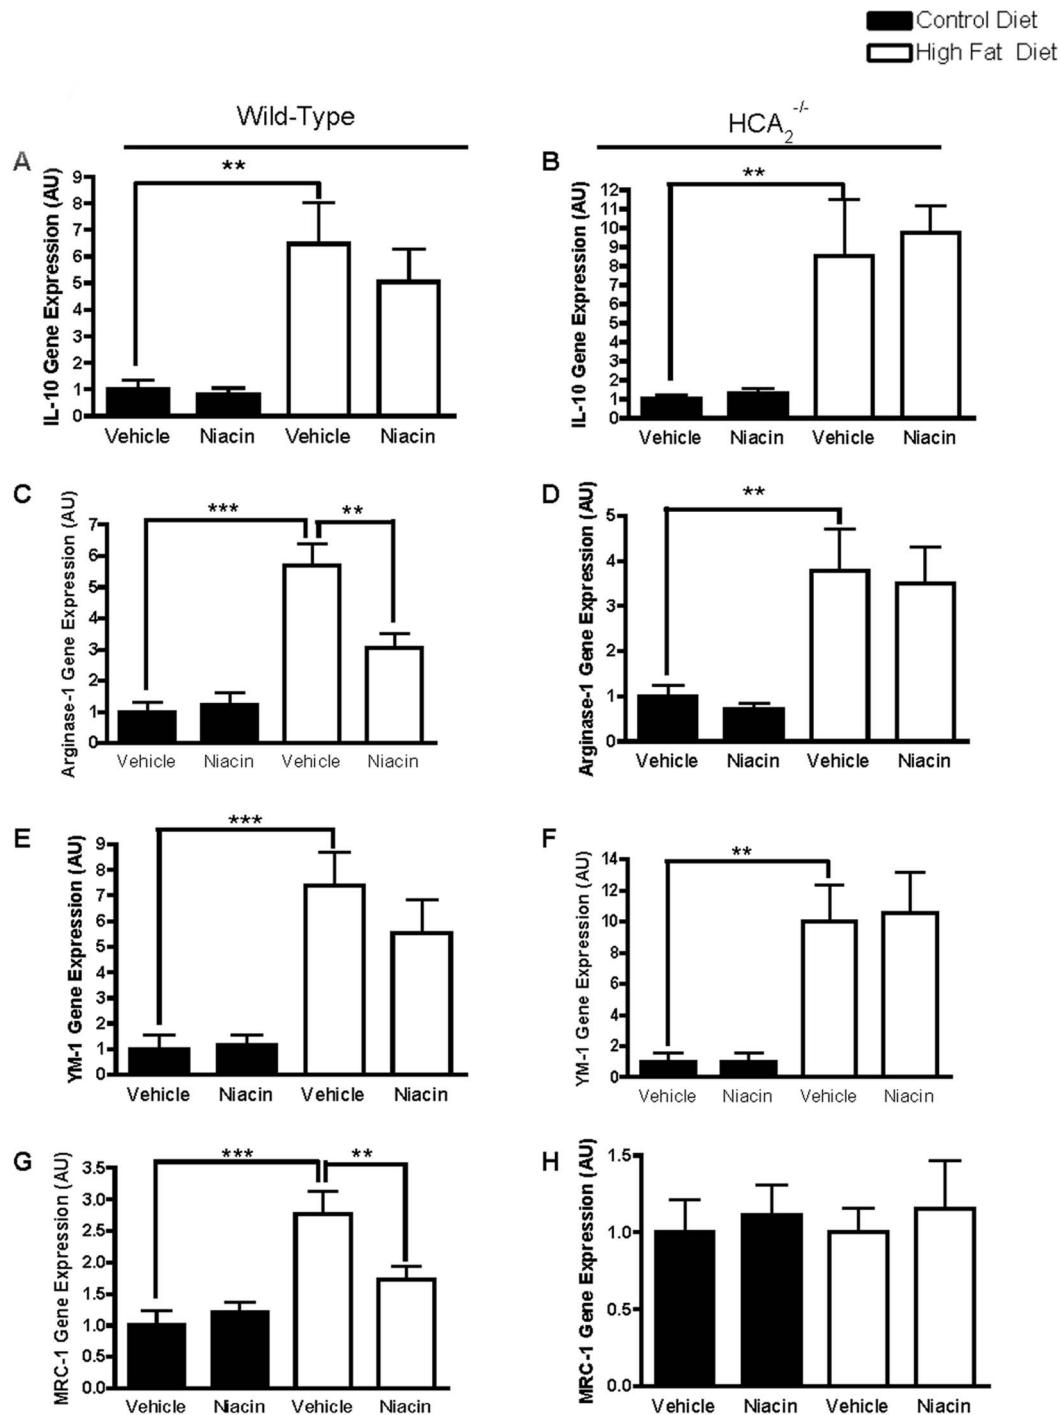 Control Diet
High Fat Diet
Wild-Type
HCA2-/-
A
**
IL-10 Gene Expression (AU)
9
8
7
6
5
4
3
2
1
0
Vehicle Niacin Vehicle Niacin
B
**
IL-10 Gene Expression (AU)
12
11
10
9
8
7
6
5
4
3
2
1
0
Vehicle Niacin Vehicle Niacin
C
*** **
Arginase-1 Gene Expression (AU)
7
6
5
4
3
2
1
0
Vehicle Niacin Vehicle Niacin
D
**
Arginase-1 Gene Expression (AU)
5
4
3
2
1
0
Vehicle Niacin Vehicle Niacin
E
***
YM-1 Gene Expression (AU)
9
8
7
6
5
4
3
2
1
0
Vehicle Niacin Vehicle Niacin
F
**
YM-1 Gene Expression (AU)
14
12
10
8
6
4
2
0
Vehicle Niacin Vehicle Niacin
G
*** **
MRC-1 Gene Expression (AU)
3.5
3.0
2.5
2.0
1.5
1.0
0.5
0.0
Vehicle Niacin Vehicle Niacin
H
MRC-1 Gene Expression (AU)
1.5
1.0
0.5
0.0
Vehicle Niacin Vehicle Niacin